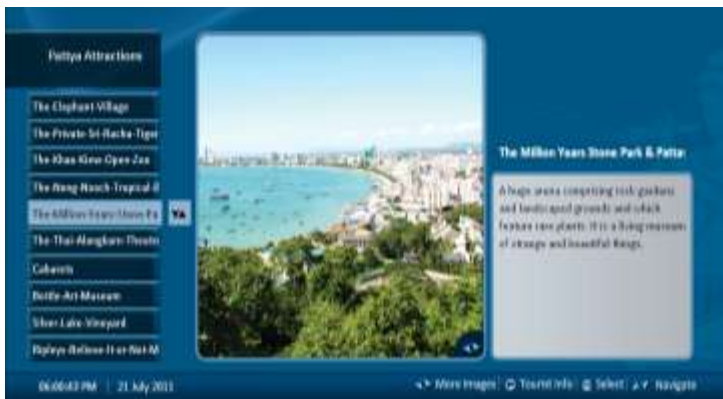 Pattya Attractions
The-Elephant-Village
The-Private-Sri-Racha-Tiger
The-Khao-Kiew-Open-Zoo
The-Nong-Nooch-Tropical-
The-Million-Years-Stone-Pa
The-Thai-Alangkarn-Theatre
Cabarets
Bottle-Art-Museum
Silver-Lake-Vineyard
Ripleys-Believe-It-or-Not-M
The Million Years Stone Park & Pattay
A huge arena comprising rock gardens
and landscaped grounds and which
feature rare plants. It is a living museum
of strange and beautiful things.
06:00:43 PM | 21 July 2011
More Images Tourist Info Select Navigate